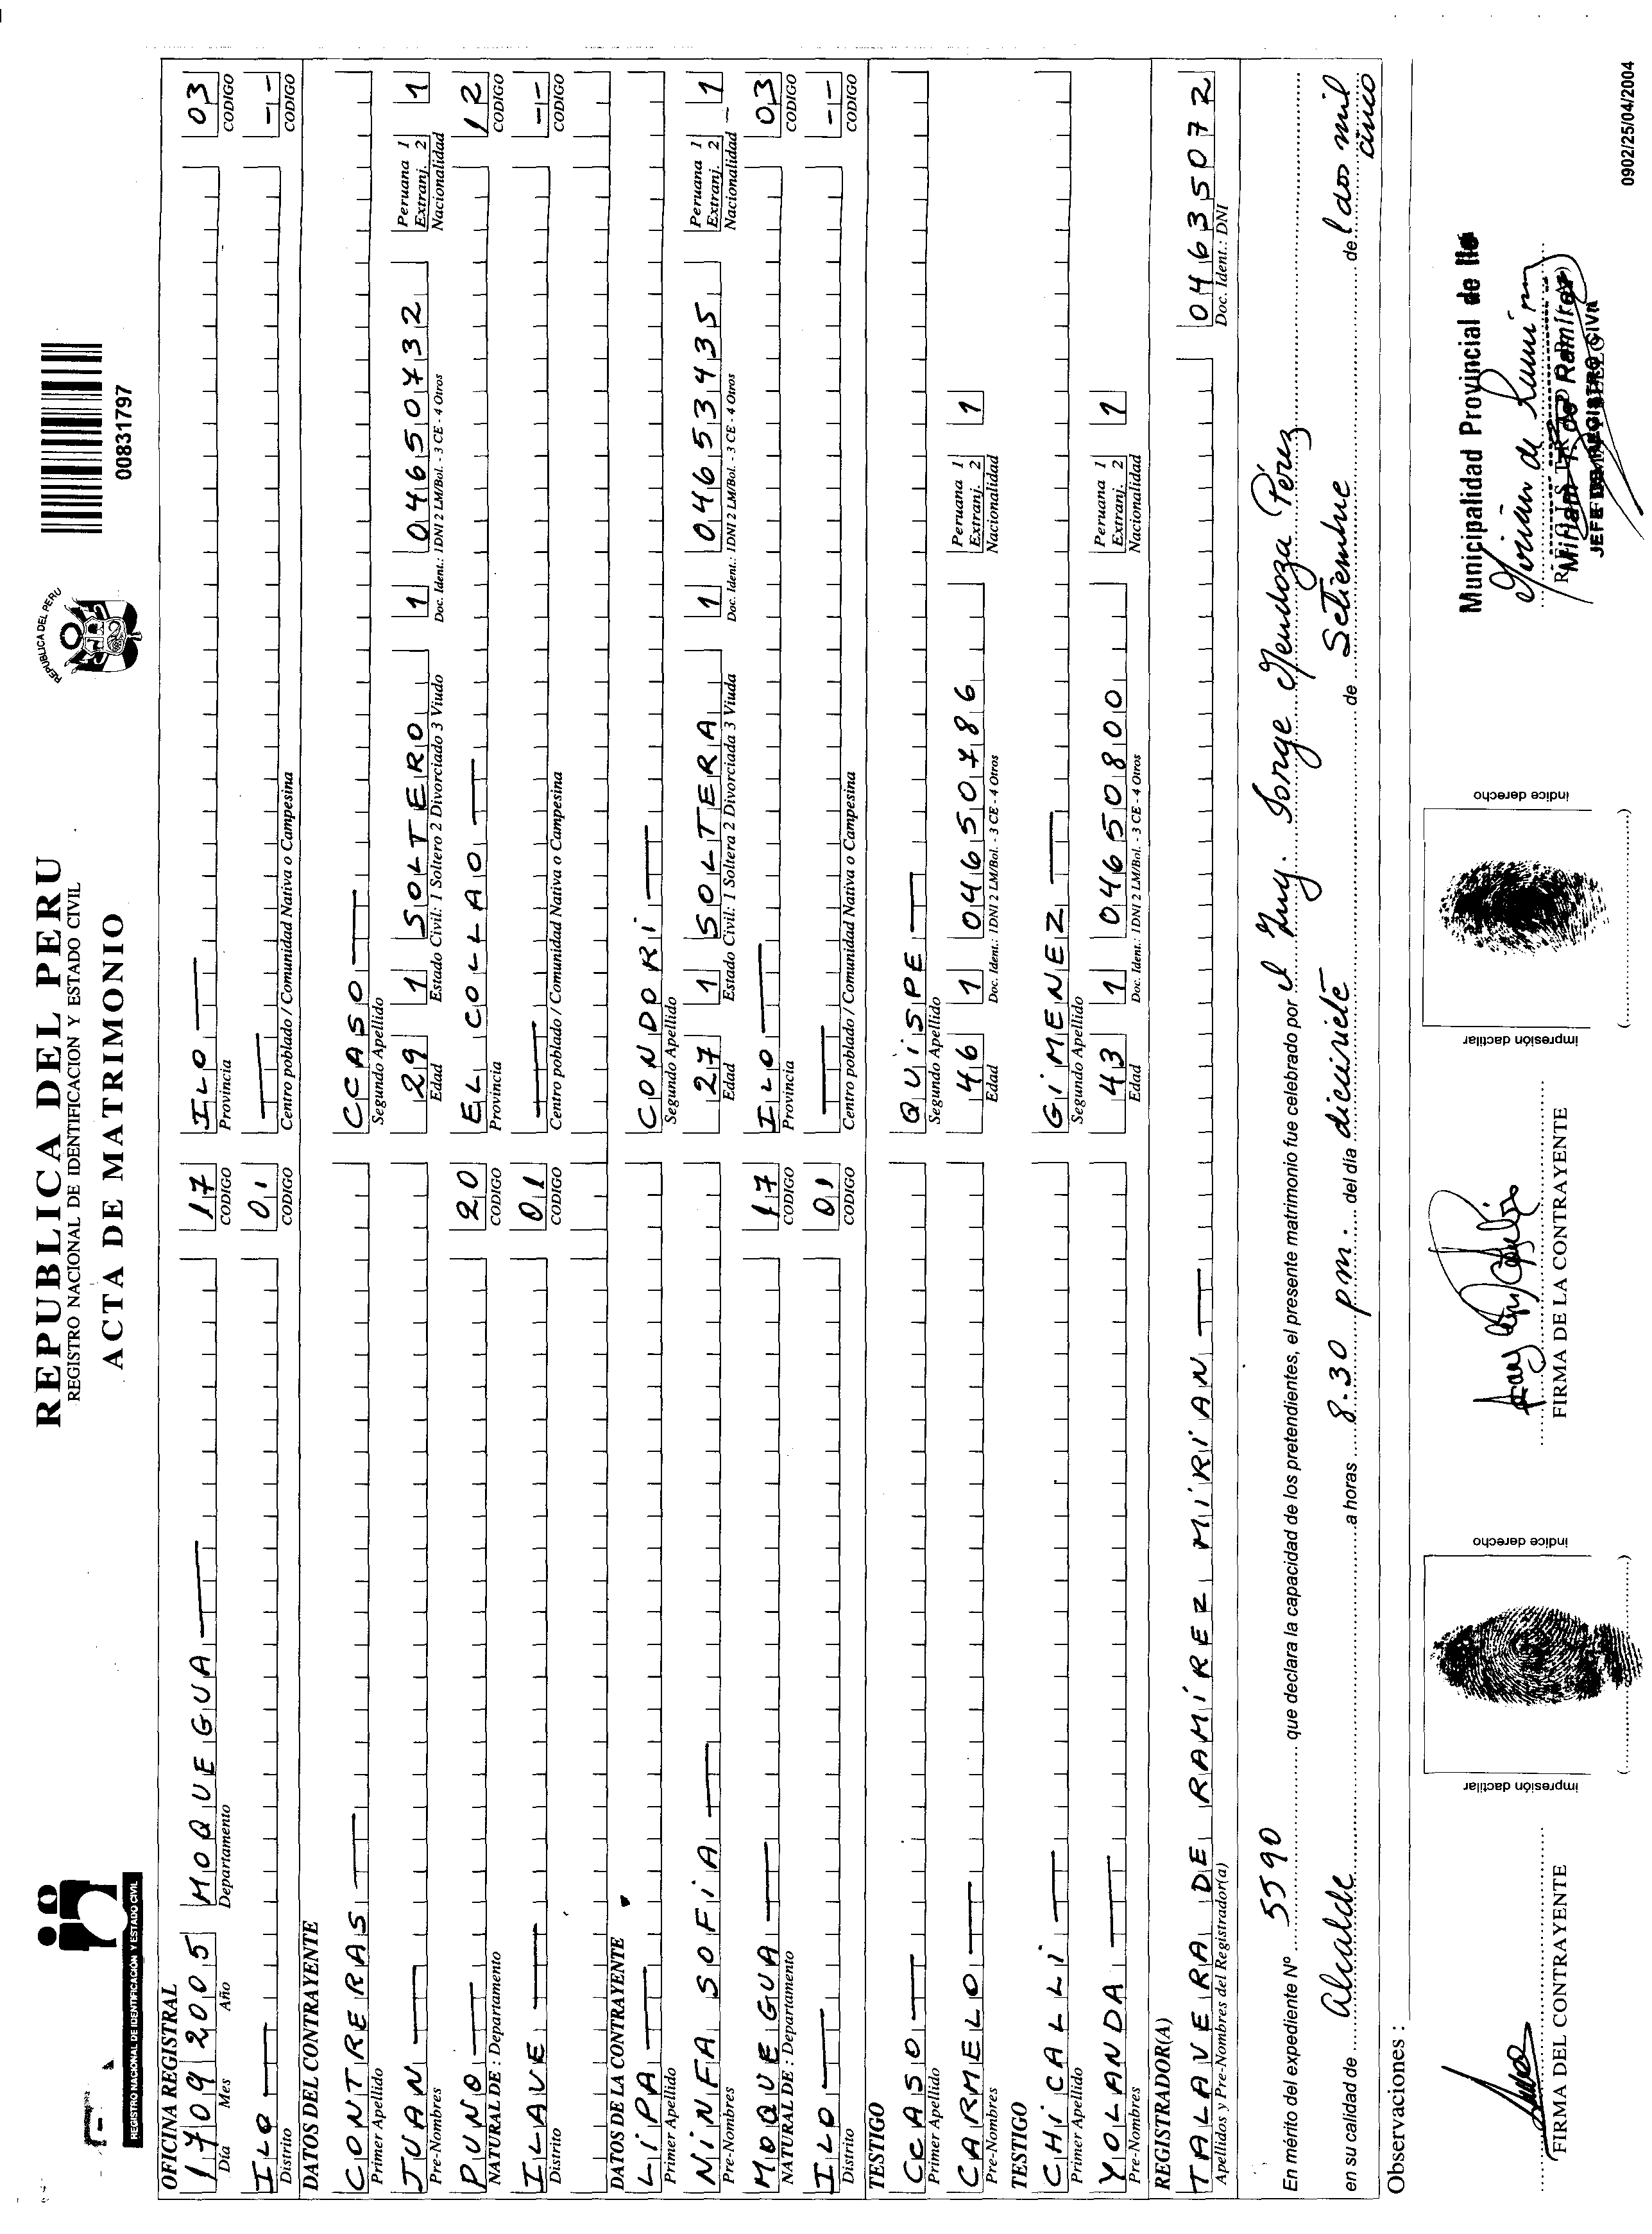 REPUBLICA DEL PERU
REPUBLICA DEL PERU
REGISTRO NACIONAL DE IDENTIFICACION Y ESTADO CIVIL
ACTA DE MATRIMONIO
REGISTRO NACIONAL DE IDENTIFICACIÓN Y ESTADO CIVIL
00831797
OFICINA REGISTRAL
17 09 2005 MOQUEGUA 17 ILO 03
Día Mes Año Departamento CODIGO Provincia CODIGO
ILO 01 --
Distrito CODIGO Centro poblado / Comunidad Nativa o Campesina CODIGO
DATOS DEL CONTRAYENTE
CONTRERAS CCASO
Primer Apellido Segundo Apellido
JUAN 29 1 SOLTERO 1 04650732 Peruana 1 Extranj. 2 1
Pre-Nombres Edad Estado Civil: 1 Soltero 2 Divorciado 3 Viudo Doc. Ident.: 1DNI 2 LM/Bol. - 3 CE - 4 Otros Nacionalidad
PUNO 20 EL COLLAO 12
NATURAL DE : Departamento CODIGO Provincia CODIGO
ILAVE 01 --
Distrito CODIGO Centro poblado / Comunidad Nativa o Campesina CODIGO
DATOS DE LA CONTRAYENTE
LIPA CONDORI
Primer Apellido Segundo Apellido
NINFA SOFIA 27 1 SOLTERA 1 04653435 Peruana 1 Extranj. 2 1
Pre-Nombres Edad Estado Civil: 1 Soltera 2 Divorciada 3 Viuda Doc. Ident.: 1DNI 2 LM/Bol. - 3 CE - 4 Otros Nacionalidad
MOQUEGUA 17 ILO 03
NATURAL DE : Departamento CODIGO Provincia CODIGO
ILO 01 --
Distrito CODIGO Centro poblado / Comunidad Nativa o Campesina CODIGO
TESTIGO
CCASO QUISPE
Primer Apellido Segundo Apellido
CARMELO 46 1 04650786 Peruana 1 Extranj. 2 1
Pre-Nombres Edad Doc. Ident.: 1DNI 2 LM/Bol. - 3 CE - 4 Otros Nacionalidad
TESTIGO
CHICALLI GIMENEZ
Primer Apellido Segundo Apellido
YOLANDA 43 1 04650800 Peruana 1 Extranj. 2 1
Pre-Nombres Edad Doc. Ident.: 1DNI 2 LM/Bol. - 3 CE - 4 Otros Nacionalidad
REGISTRADOR(A)
TALAVERA DE RAMIREZ MIRIAN 04635072
Apellidos y Pre-Nombres del Registrador(a) Doc. Ident.: DNI
En mérito del expediente Nº 5590 que declara la capacidad de los pretendientes, el presente matrimonio fue celebrado por el Ing. Jorge Mendoza Pérez
en su calidad de Alcalde a horas 8.30 p.m. del día diecisiete de Setiembre del dos mil cinco
Observaciones :
Municipalidad Provincial de Ilo
Mirian de Ramírez
JEFE DE REGISTRO CIVIL
impresión dactilar índice derecho impresión dactilar índice derecho
FIRMA DEL CONTRAYENTE FIRMA DE LA CONTRAYENTE
0902/25/04/2004